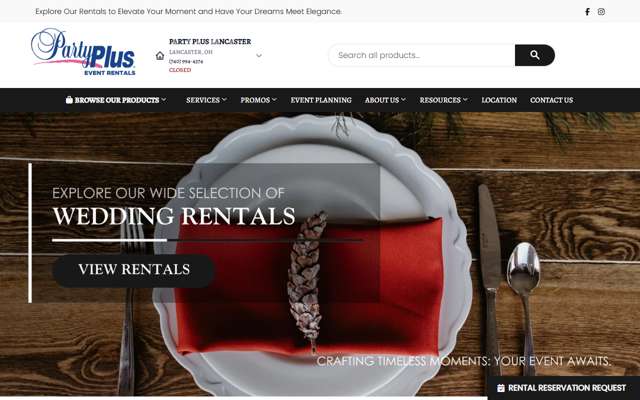 Explore Our Rentals to Elevate Your Moment and Have Your Dreams Meet Elegance.
Party Plus
EVENT RENTALS
PARTY PLUS LANCASTER
LANCASTER, OH
(740) 994-4374
CLOSED
Search all products...
BROWSE OUR PRODUCTS
SERVICES
PROMOS
EVENT PLANNING
ABOUT US
RESOURCES
LOCATION
CONTACT US
EXPLORE OUR WIDE SELECTION OF
WEDDING RENTALS
VIEW RENTALS
CRAFTING TIMELESS MOMENTS: YOUR EVENT AWAITS.
RENTAL RESERVATION REQUEST